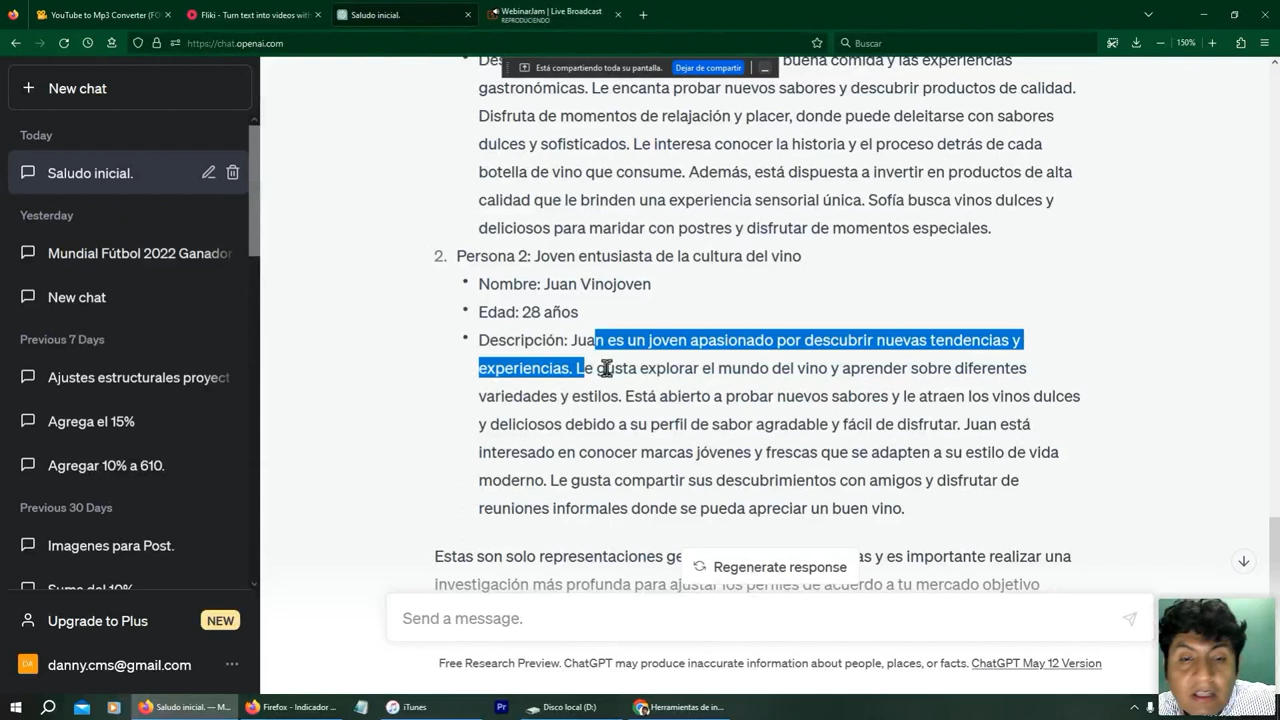 YouTube to Mp3 Converter (FO
Fliki - Turn text into videos with
Saludo inicial.
WebinarJam | Live Broadcast
REPRODUCIENDO
https://chat.openai.com
150%
Buscar
Está compartiendo toda su pantalla.
Dejar de compartir
New chat
Today
Saludo inicial.
Yesterday
Mundial Fútbol 2022 Ganador
New chat
Previous 7 Days
Ajustes estructurales proyect
Agrega el 15%
Agregar 10% a 610.
Previous 30 Days
Imagenes para Post.
Suma del 10%
Upgrade to Plus
NEW
DA
danny.cms@gmail.com
buena comida y las experiencias
gastronómicas. Le encanta probar nuevos sabores y descubrir productos de calidad.
Disfruta de momentos de relajación y placer, donde puede deleitarse con sabores
dulces y sofisticados. Le interesa conocer la historia y el proceso detrás de cada
botella de vino que consume. Además, está dispuesta a invertir en productos de alta
calidad que le brinden una experiencia sensorial única. Sofía busca vinos dulces y
deliciosos para maridar con postres y disfrutar de momentos especiales.
2. Persona 2: Joven entusiasta de la cultura del vino
• Nombre: Juan Vinojoven
• Edad: 28 años
• Descripción: Juan es un joven apasionado por descubrir nuevas tendencias y
experiencias. Le gusta explorar el mundo del vino y aprender sobre diferentes
variedades y estilos. Está abierto a probar nuevos sabores y le atraen los vinos dulces
y deliciosos debido a su perfil de sabor agradable y fácil de disfrutar. Juan está
interesado en conocer marcas jóvenes y frescas que se adapten a su estilo de vida
moderno. Le gusta compartir sus descubrimientos con amigos y disfrutar de
reuniones informales donde se pueda apreciar un buen vino.
Estas son solo representaciones ge as y es importante realizar una
investigación más profunda para ajustar los perfiles de acuerdo a tu mercado objetivo
Regenerate response
Send a message.
Free Research Preview. ChatGPT may produce inaccurate information about people, places, or facts. ChatGPT May 12 Version
Saludo inicial. — M...
Firefox - Indicador ...
iTunes
Pr
Disco local (D:)
Herramientas de in...